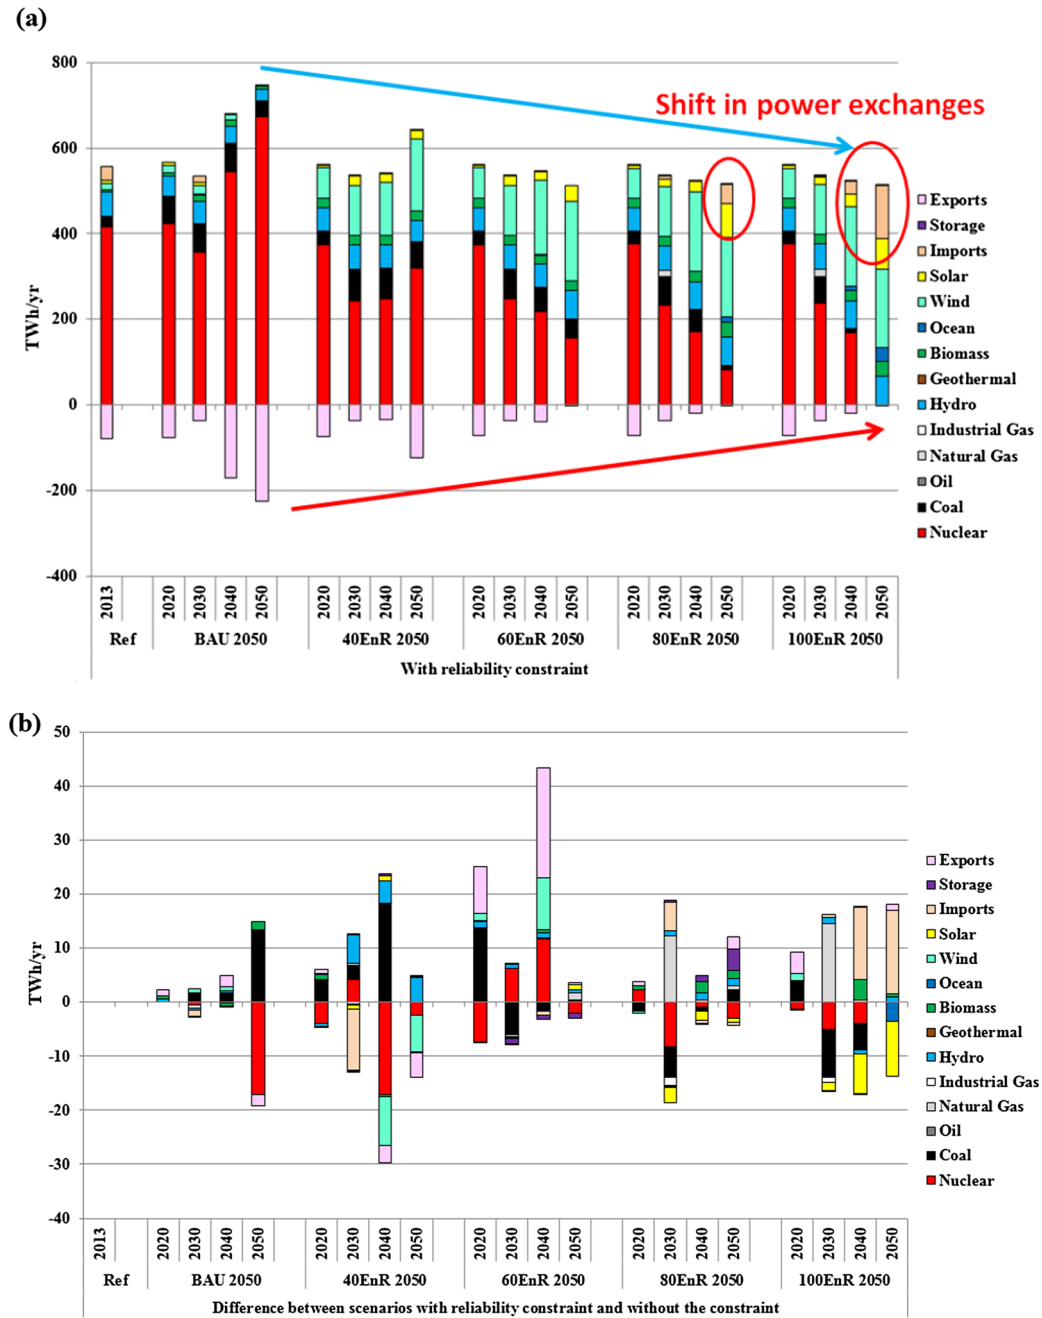 (a)
800
600
400
200
0
-200
-400
TWh/yr
Shift in power exchanges
Exports
Storage
Imports
Solar
Wind
Ocean
Biomass
Geothermal
Hydro
Industrial Gas
Natural Gas
Oil
Coal
Nuclear
2013 2020 2030 2040 2050 2020 2030 2040 2050 2020 2030 2040 2050 2020 2030 2040 2050 2020 2030 2040 2050
Ref BAU 2050 40EnR 2050 60EnR 2050 80EnR 2050 100EnR 2050
With reliability constraint
(b)
50
40
30
20
10
0
-10
-20
-30
-40
TWh/yr
Exports
Storage
Imports
Solar
Wind
Ocean
Biomass
Geothermal
Hydro
Industrial Gas
Natural Gas
Oil
Coal
Nuclear
2013 2020 2030 2040 2050 2020 2030 2040 2050 2020 2030 2040 2050 2020 2030 2040 2050 2020 2030 2040 2050
Ref BAU 2050 40EnR 2050 60EnR 2050 80EnR 2050 100EnR 2050
Difference between scenarios with reliability constraint and without the constraint